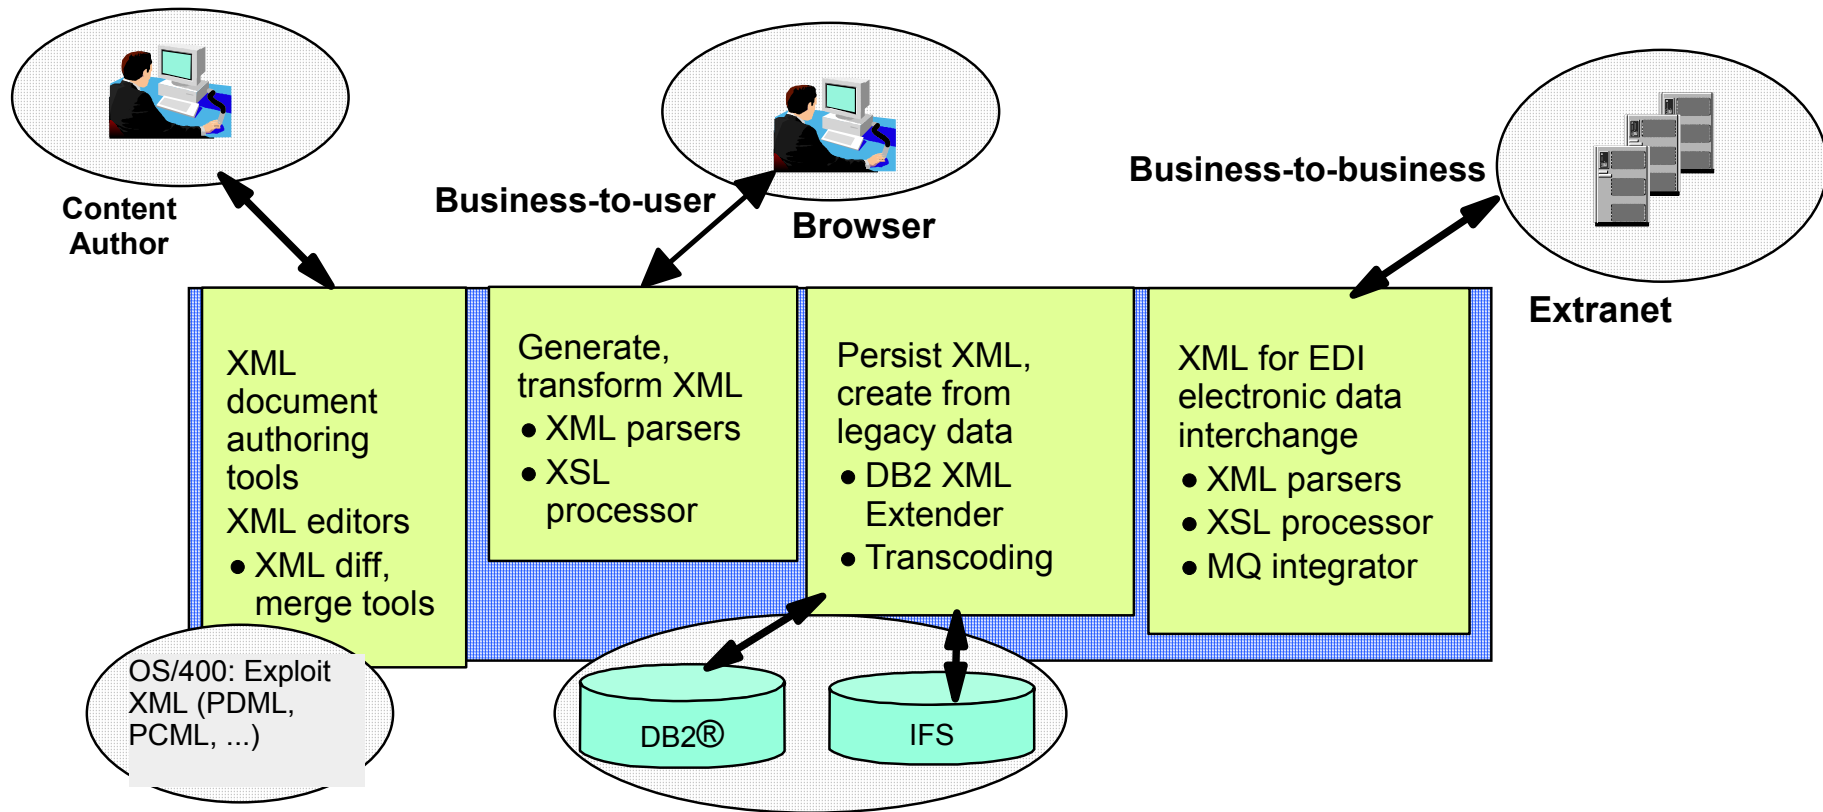 Content
Author
Business-to-user
Browser
Business-to-business
Extranet
XML
document
authoring
tools
XML editors
• XML diff,
merge tools
Generate,
transform XML
• XML parsers
• XSL
processor
Persist XML,
create from
legacy data
• DB2 XML
Extender
• Transcoding
XML for EDI
electronic data
interchange
• XML parsers
• XSL processor
• MQ integrator
OS/400: Exploit
XML (PDML,
PCML, ...)
DB2®
IFS